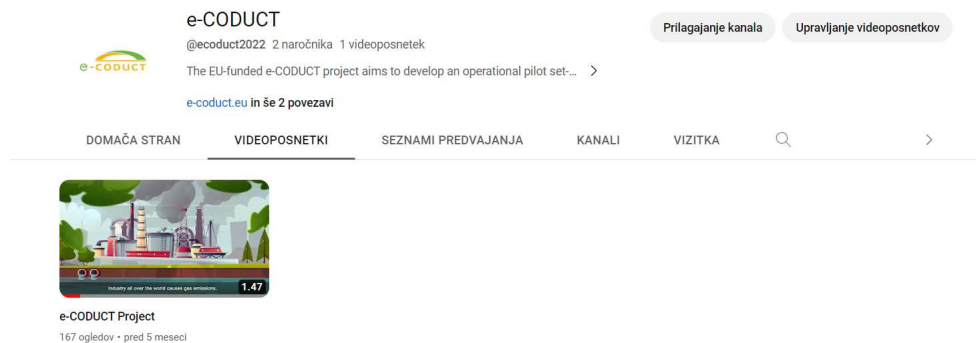 e-CODUCT
@ecoduct2022 2 naročnika 1 videoposnetek
Prilagajanje kanala
Upravljanje videoposnetkov
e-CODUCT
The EU-funded e-CODUCT project aims to develop an operational pilot set-...
e-coduct.eu in še 2 povezavi
DOMAČA STRAN VIDEOPOSNETKI SEZNAMI PREDVAJANJA KANALI VIZITKA
Industry all over the world causes gas emissions.
1.47
e-CODUCT Project
167 ogledov • pred 5 meseci